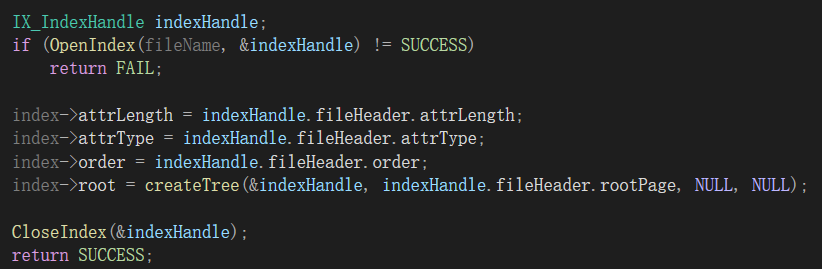 IX_IndexHandle indexHandle;
if (OpenIndex(fileName, &indexHandle) != SUCCESS)
    return FAIL;

index->attrLength = indexHandle.fileHeader.attrLength;
index->attrType = indexHandle.fileHeader.attrType;
index->order = indexHandle.fileHeader.order;
index->root = createTree(&indexHandle, indexHandle.fileHeader.rootPage, NULL, NULL);

CloseIndex(&indexHandle);
return SUCCESS;